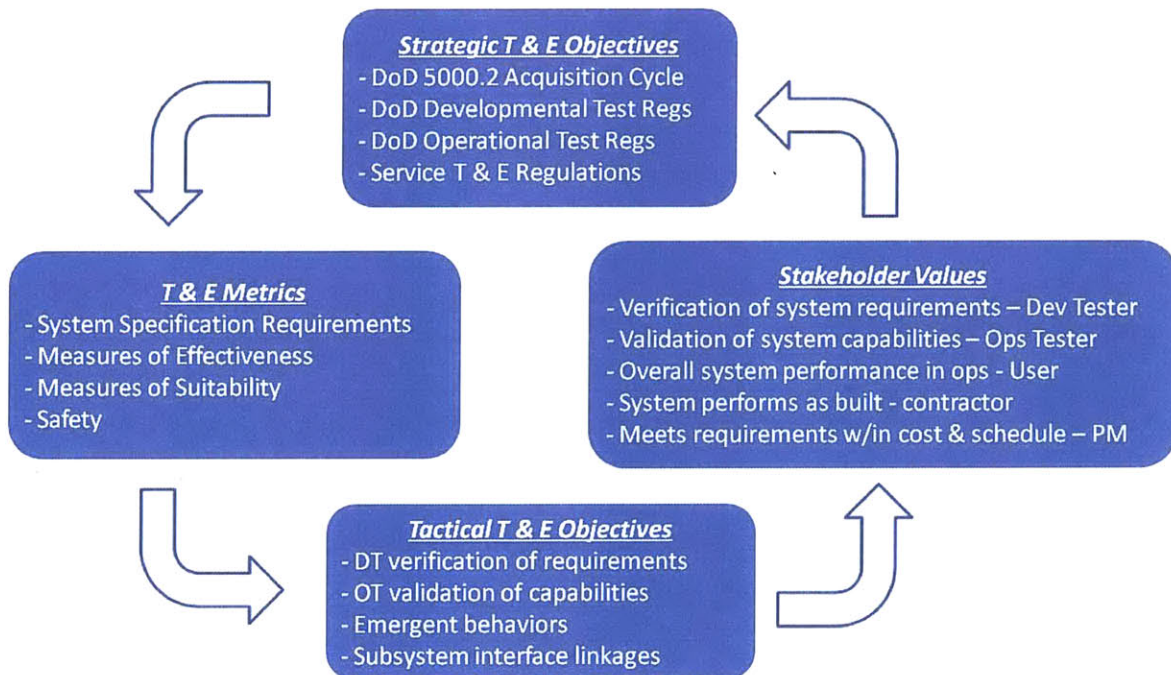 Strategic T & E Objectives
- DoD 5000.2 Acquisition Cycle
- DoD Developmental Test Regs
- DoD Operational Test Regs
- Service T & E Regulations
T & E Metrics
- System Specification Requirements
- Measures of Effectiveness
- Measures of Suitability
- Safety
Stakeholder Values
- Verification of system requirements – Dev Tester
- Validation of system capabilities – Ops Tester
- Overall system performance in ops - User
- System performs as built - contractor
- Meets requirements w/in cost & schedule – PM
Tactical T & E Objectives
- DT verification of requirements
- OT validation of capabilities
- Emergent behaviors
- Subsystem interface linkages